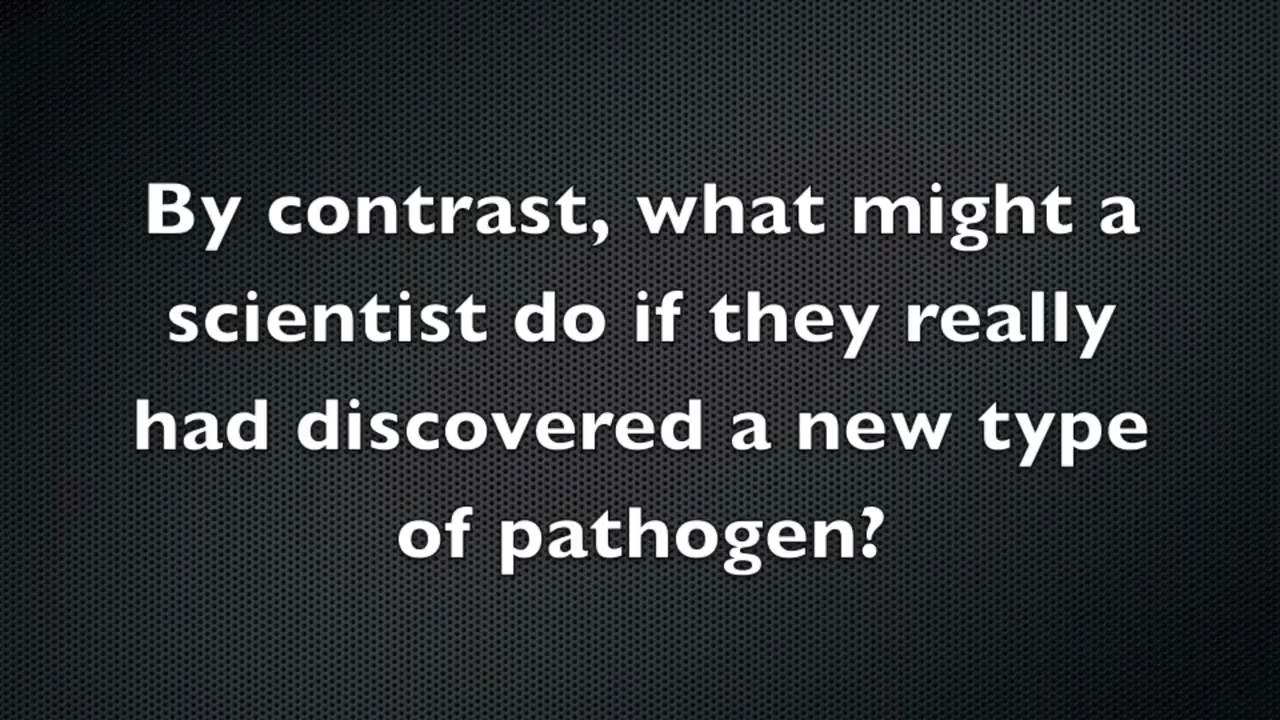 By contrast, what might a
scientist do if they really
had discovered a new type
of pathogen?